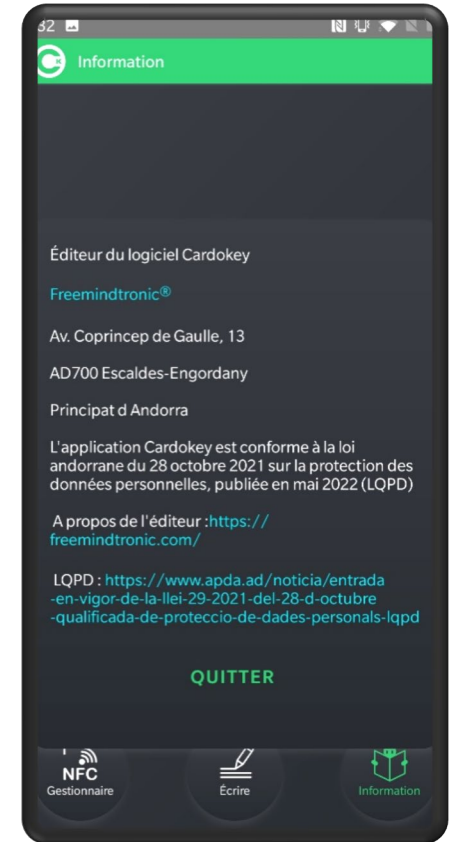 32
Information
Éditeur du logiciel Cardokey
Freemindtronic®
Av. Coprincep de Gaulle, 13
AD700 Escaldes-Engordany
Principat d Andorra
L'application Cardokey est conforme à la loi
andorrane du 28 octobre 2021 sur la protection des
données personnelles, publiée en mai 2022 (LQPD)
A propos de l'éditeur :https://
freemindtronic.com/
LQPD : https://www.apda.ad/noticia/entrada
-en-vigor-de-la-llei-29-2021-del-28-d-octubre
-qualificada-de-proteccio-de-dades-personals-lqpd
QUITTER
NFC
Gestionnaire
Écrire
Information